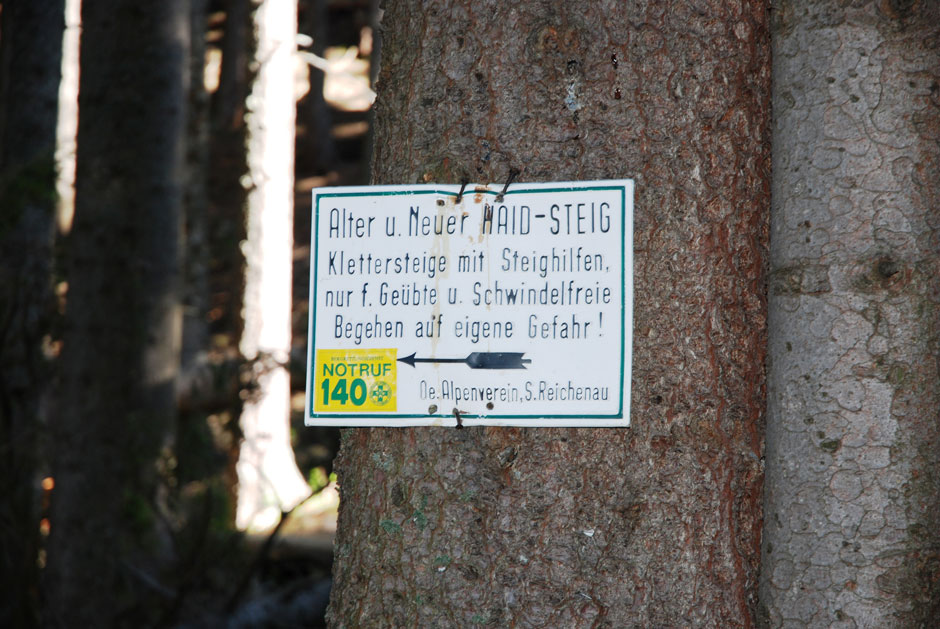 Alter u. Neuer HAID-STEIG
Klettersteige mit Steighilfen,
nur f. Geübte u. Schwindelfreie
Begehen auf eigene Gefahr!
NOTRUF
140
Oe. Alpenverein, S. Reichenau